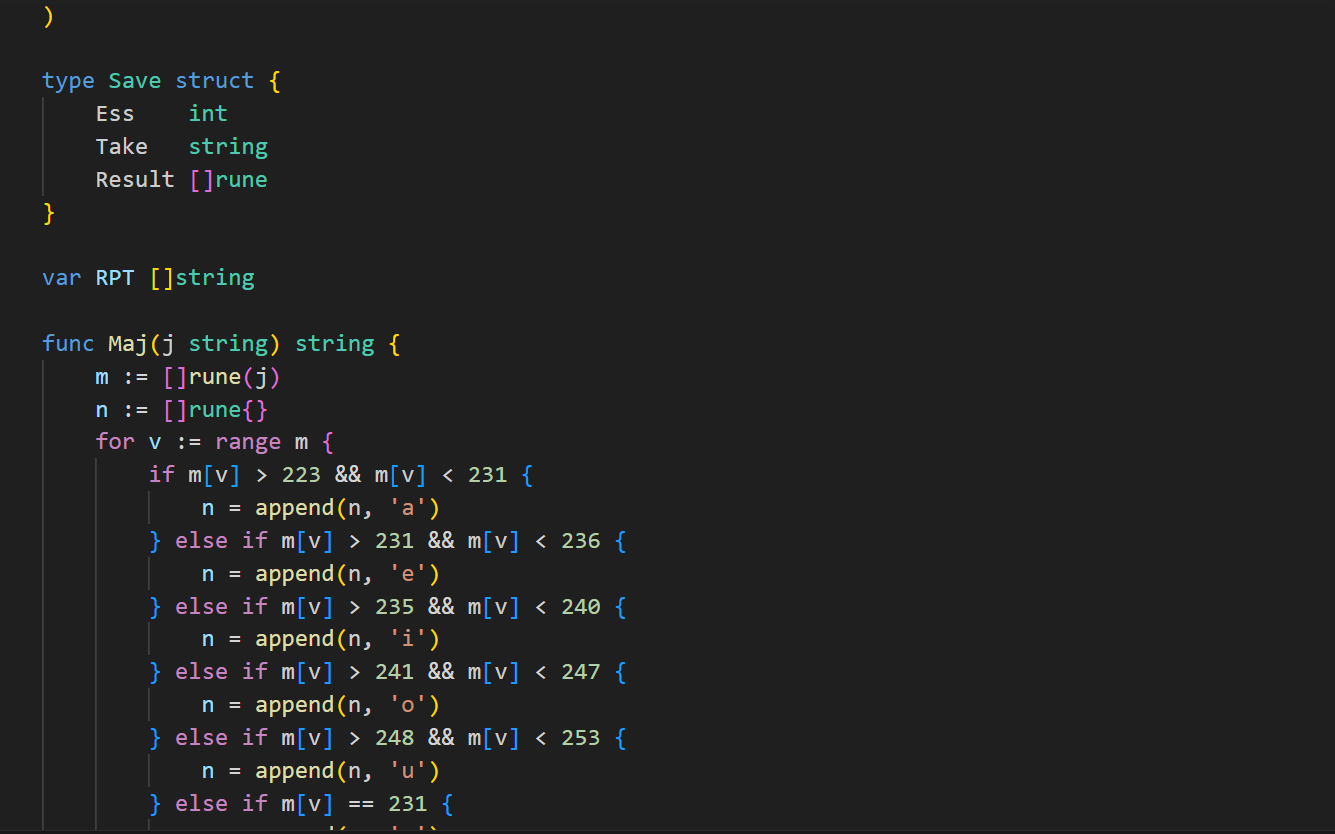 )
type Save struct {
    Ess    int
    Take   string
    Result []rune
}
var RPT []string
func Maj(j string) string {
    m := []rune(j)
    n := []rune{}
    for v := range m {
        if m[v] > 223 && m[v] < 231 {
            n = append(n, 'a')
        } else if m[v] > 231 && m[v] < 236 {
            n = append(n, 'e')
        } else if m[v] > 235 && m[v] < 240 {
            n = append(n, 'i')
        } else if m[v] > 241 && m[v] < 247 {
            n = append(n, 'o')
        } else if m[v] > 248 && m[v] < 253 {
            n = append(n, 'u')
        } else if m[v] == 231 {